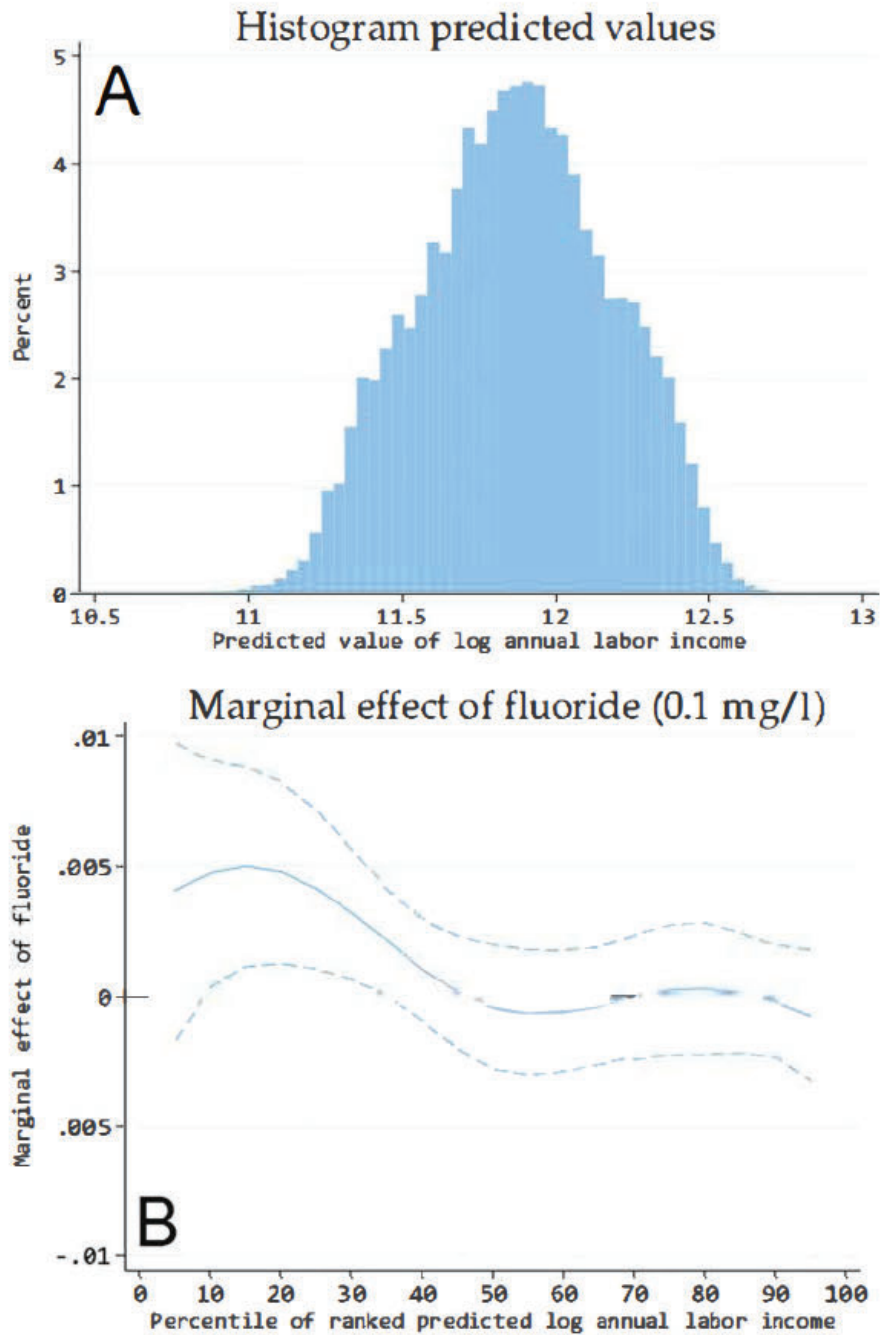 Histogram predicted values
A
5
4
3
2
1
0
Percent
10.5 11 11.5 12 12.5 13
Predicted value of log annual labor income
Marginal effect of fluoride (0.1 mg/l)
.01
.005
0
.005
-.01
Marginal effect of fluoride
B
0 10 20 30 40 50 60 70 80 90 100
Percentile of ranked predicted log annual labor income